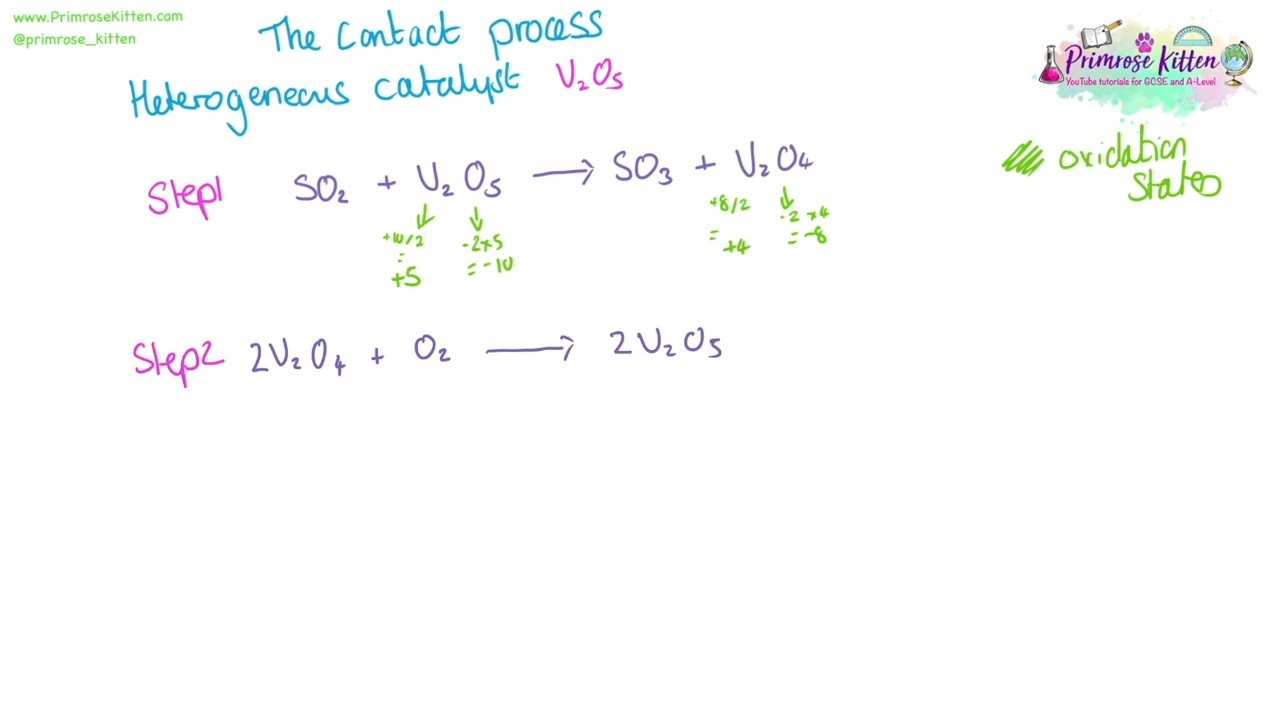 www.PrimroseKitten.com
@primrose_kitten
The Contact process
Heterogeneous catalyst V₂O₅
Primrose Kitten
YouTube tutorials for GCSE and A-Level
oxidation
states
Step1 SO₂ + V₂O₅ → SO₃ + V₂O₄
+10/2
=
+5
-2×5
=-10
+8/2
=
+4
-2×4
=-8
Step2 2V₂O₄ + O₂ → 2V₂O₅